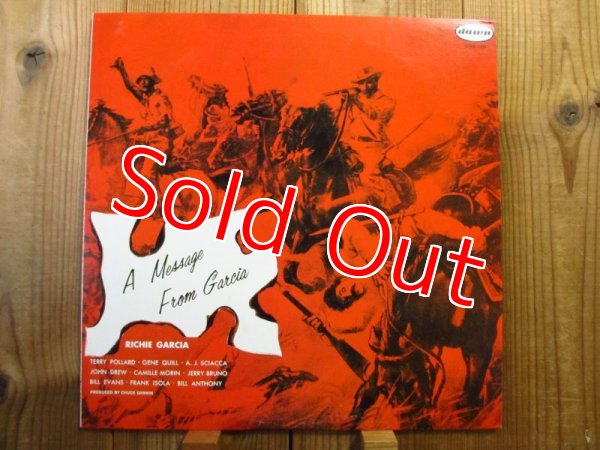 dawn
Sold Out
A Message
From Garcia
RICHIE GARCIA
TERRY POLLARD · GENE QUILL · A. J. SCIACCA
JOHN DREW · CAMILLE MORIN · JERRY BRUNO
BILL EVANS · FRANK ISOLA · BILL ANTHONY
PRODUCED BY CHUCK DARWIN